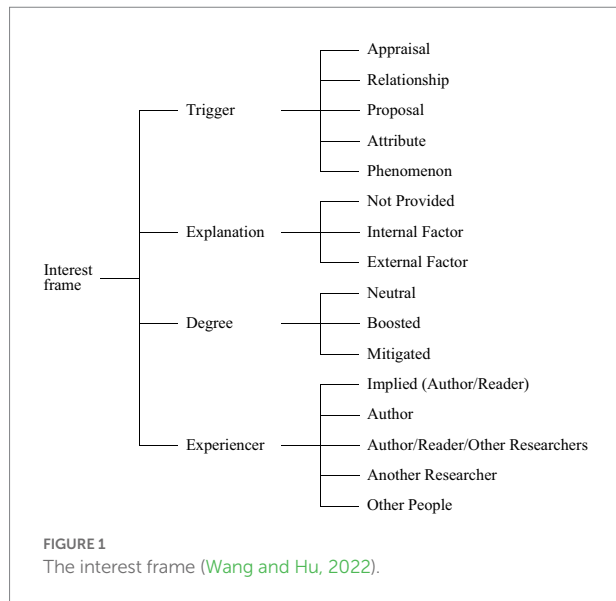 Appraisal
Relationship
Trigger
Proposal
Attribute
Phenomenon
Not Provided
Explanation
Internal Factor
External Factor
Interest
frame
Neutral
Degree
Boosted
Mitigated
Implied (Author/Reader)
Author
Experiencer
Author/Reader/Other Researchers
Another Researcher
Other People
FIGURE 1
The interest frame (Wang and Hu, 2022).